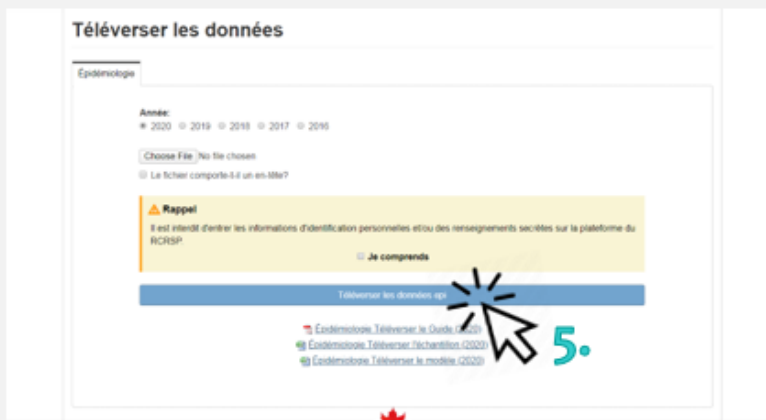 Téléverser les données
Épidémiologie
Année:
2020 2019 2018 2017 2016
Choose File No file chosen
Le fichier comporte-t-il un en-tête?
Rappel
Il est interdit d'entrer les informations d'identification personnelles et/ou des renseignements secrètes sur la plateforme du
RCRSP.
Je comprends
Téléverser les données épi
Épidémiologie Téléverser le Guide (2020)
Épidémiologie Téléverser l'échantillon (2020)
Épidémiologie Téléverser le modèle (2020)
5.